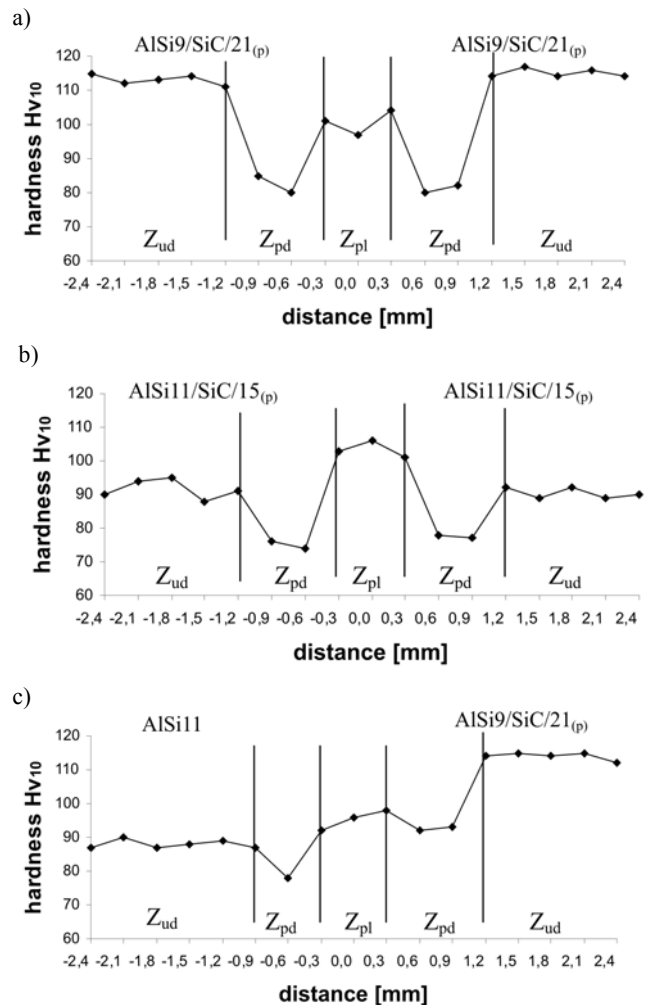 a)
AlSi9/SiC/21(p) AlSi9/SiC/21(p)
120
110
100
90
80
70
60
hardness Hv10
Zud Zpd Zpl Zpd Zud
-2,4 -2,1 -1,8 -1,5 -1,2 -0,9 -0,6 -0,3 0,0 0,3 0,6 0,9 1,2 1,5 1,8 2,1 2,4
distance [mm]
b)
AlSi11/SiC/15(p) AlSi11/SiC/15(p)
120
110
100
90
80
70
60
hardness Hv10
Zud Zpd Zpl Zpd Zud
-2,4 -2,1 -1,8 -1,5 -1,2 -0,9 -0,6 -0,3 0,0 0,3 0,6 0,9 1,2 1,5 1,8 2,1 2,4
distance [mm]
c)
AlSi11 AlSi9/SiC/21(p)
120
110
100
90
80
70
60
hardness Hv10
Zud Zpd Zpl Zpd Zud
-2,4 -2,1 -1,8 -1,5 -1,2 -0,9 -0,6 -0,3 0,0 0,3 0,6 0,9 1,2 1,5 1,8 2,1 2,4
distance [mm]